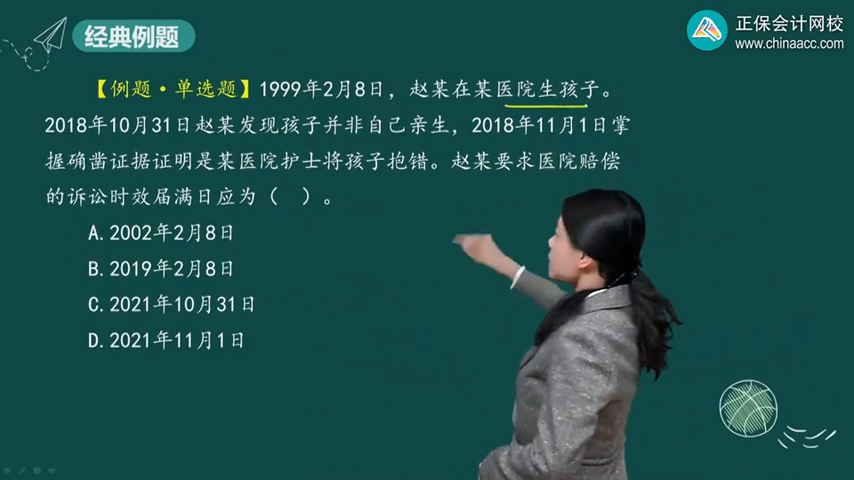 经典例题
正保会计网校
www.chinaacc.com
【例题·单选题】1999年2月8日，赵某在某医院生孩子。
2018年10月31日赵某发现孩子并非自己亲生，2018年11月1日掌
握确凿证据证明是某医院护士将孩子抱错。赵某要求医院赔偿
的诉讼时效届满日应为（ ）。
A.2002年2月8日
B.2019年2月8日
C.2021年10月31日
D.2021年11月1日